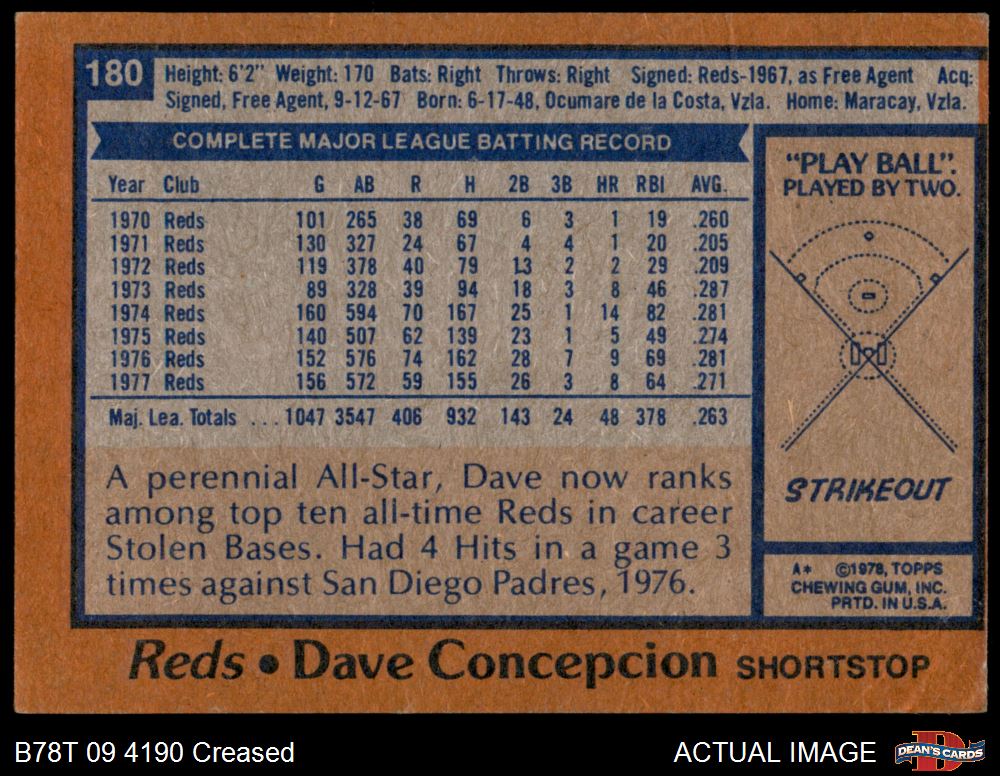 180
Height: 6'2" Weight: 170 Bats: Right Throws: Right Signed: Reds-1967, as Free Agent Acq:
Signed, Free Agent, 9-12-67 Born: 6-17-48, Ocumare de la Costa, Vzla. Home: Maracay, Vzla.
COMPLETE MAJOR LEAGUE BATTING RECORD
Year Club G AB R H 2B 3B HR RBI AVG.
1970 Reds 101 265 38 69 6 3 1 19 .260
1971 Reds 130 327 24 67 4 4 1 20 .205
1972 Reds 119 378 40 79 13 2 2 29 .209
1973 Reds 89 328 39 94 18 3 8 46 .287
1974 Reds 160 594 70 167 25 1 14 82 .281
1975 Reds 140 507 62 139 23 1 5 49 .274
1976 Reds 152 576 74 162 28 7 9 69 .281
1977 Reds 156 572 59 155 26 3 8 64 .271
Maj. Lea. Totals ... 1047 3547 406 932 143 24 48 378 .263
A perennial All-Star, Dave now ranks
among top ten all-time Reds in career
Stolen Bases. Had 4 Hits in a game 3
times against San Diego Padres, 1976.
"PLAY BALL".
PLAYED BY TWO.
STRIKEOUT
A* ©1978, TOPPS
CHEWING GUM, INC.
PRTD. IN U.S.A.
Reds • Dave Concepcion SHORTSTOP
B78T 09 4190 Creased
ACTUAL IMAGE
D
DEAN'S CARDS